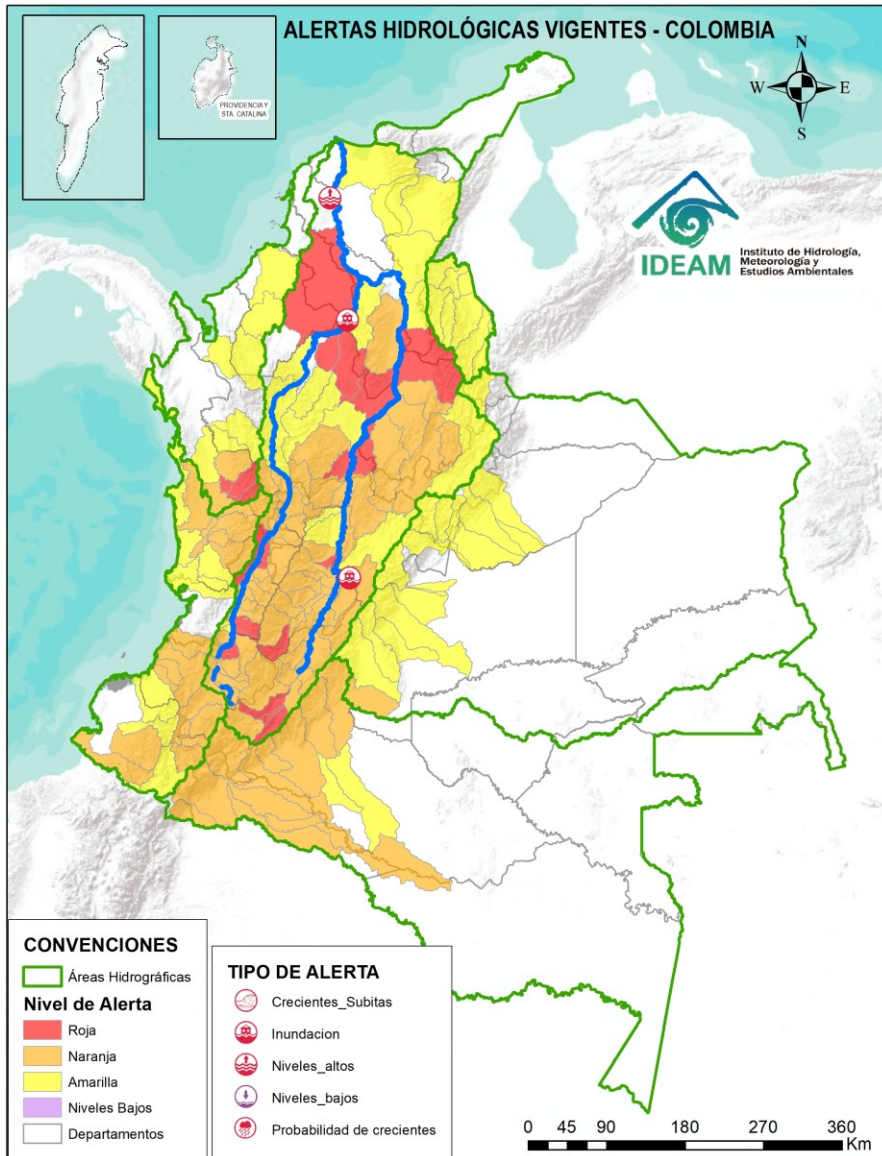 ALERTAS HIDROLÓGICAS VIGENTES - COLOMBIA
PROVIDENCIA Y
STA. CATALINA
N
W
E
S
IDEAM
Instituto de Hidrología,
Meteorología y
Estudios Ambientales
CONVENCIONES
Áreas Hidrográficas
Nivel de Alerta
Roja
Naranja
Amarilla
Niveles Bajos
Departamentos
TIPO DE ALERTA
Crecientes_Subitas
Inundacion
Niveles_altos
Niveles_bajos
Probabilidad de crecientes
0 45 90 180 270 360
Km